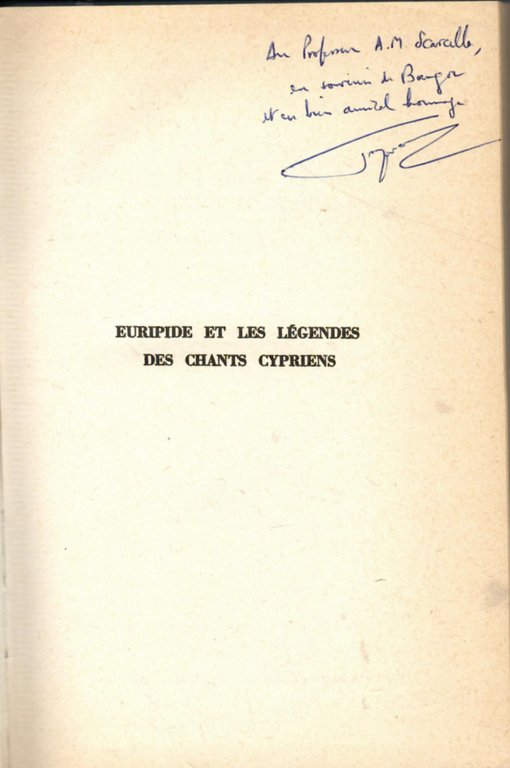 Au Professeur A.M. Scarcella,
en souvenir de Bangor
et en bien amical hommage
EURIPIDE ET LES LÉGENDES
DES CHANTS CYPRIENS